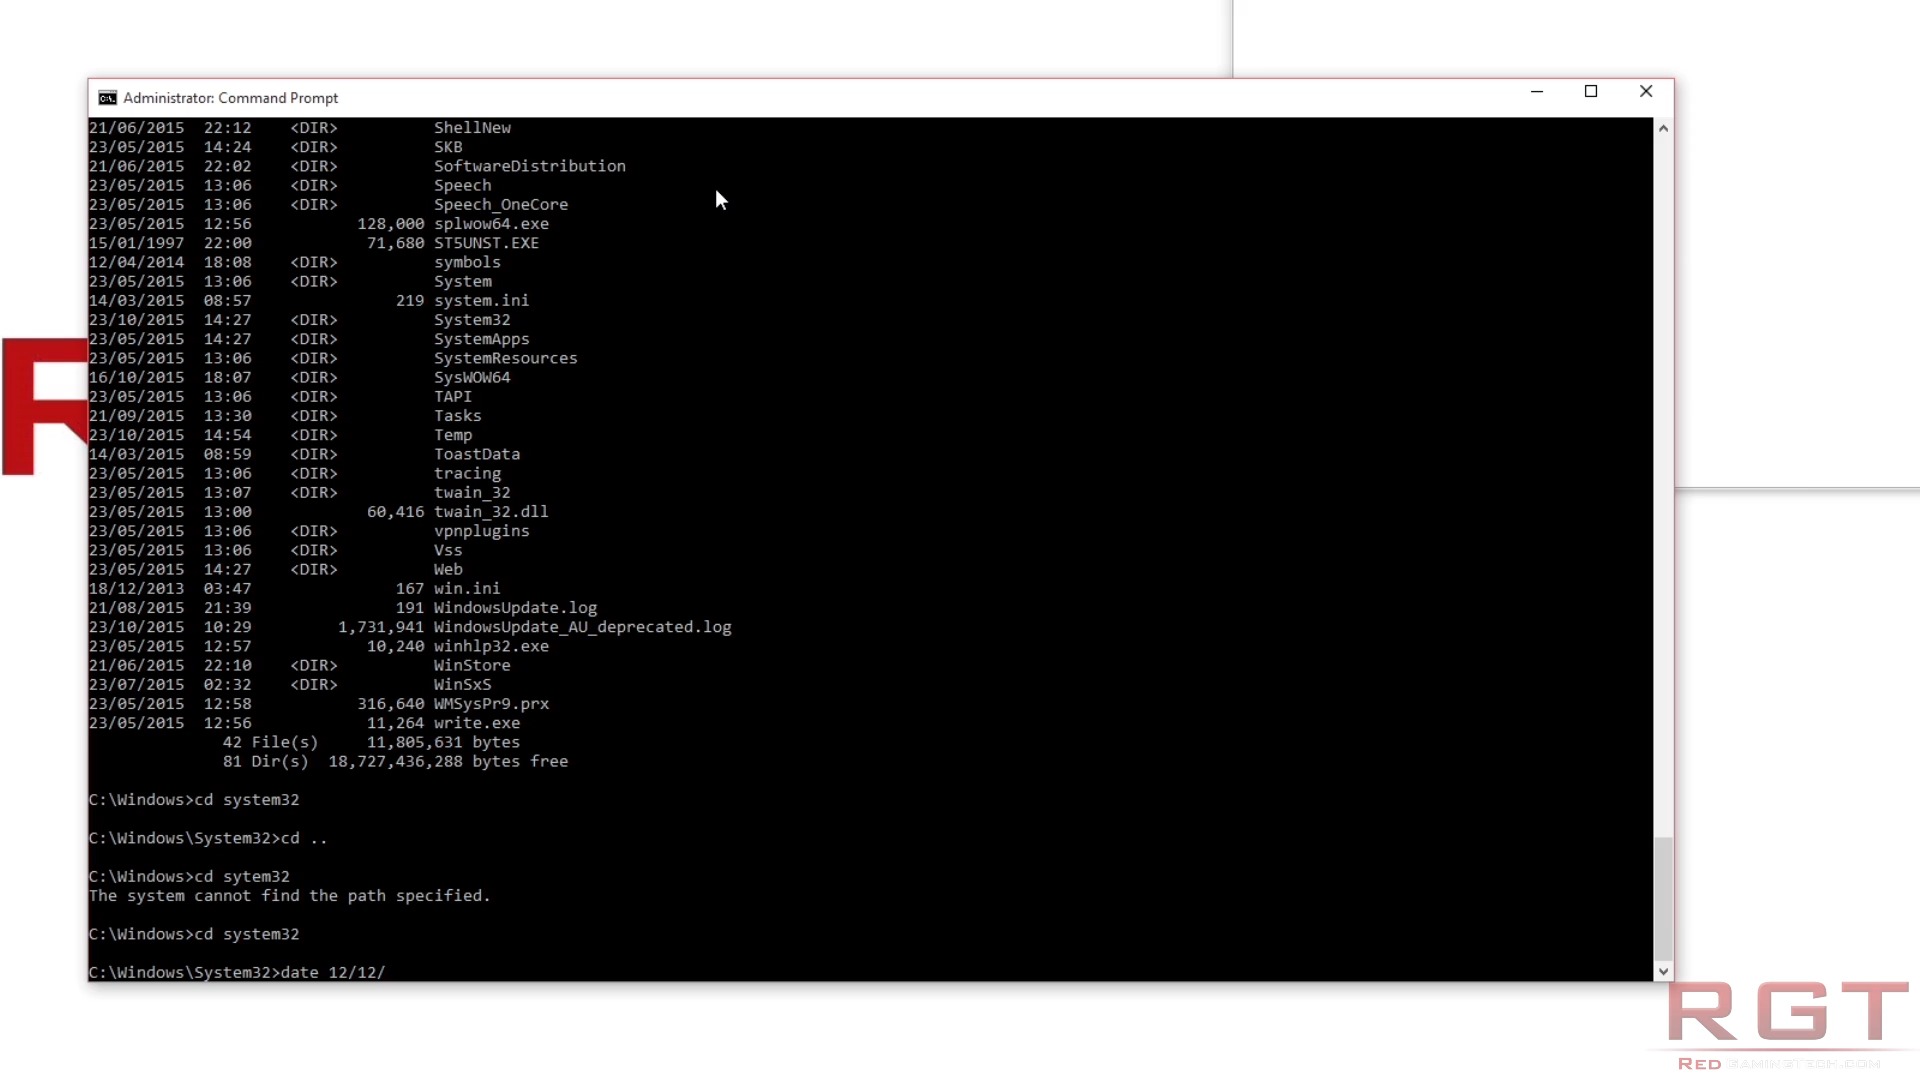 Administrator: Command Prompt
21/06/2015  22:12    <DIR>          ShellNew
23/05/2015  14:24    <DIR>          SKB
21/06/2015  22:02    <DIR>          SoftwareDistribution
23/05/2015  13:06    <DIR>          Speech
23/05/2015  13:06    <DIR>          Speech_OneCore
23/05/2015  12:56           128,000 splwow64.exe
15/01/1997  22:00            71,680 ST5UNST.EXE
12/04/2014  18:08    <DIR>          symbols
23/05/2015  13:06    <DIR>          System
14/03/2015  08:57               219 system.ini
23/10/2015  14:27    <DIR>          System32
23/05/2015  14:27    <DIR>          SystemApps
23/05/2015  13:06    <DIR>          SystemResources
16/10/2015  18:07    <DIR>          SysWOW64
23/05/2015  13:06    <DIR>          TAPI
21/09/2015  13:30    <DIR>          Tasks
23/10/2015  14:54    <DIR>          Temp
14/03/2015  08:59    <DIR>          ToastData
23/05/2015  13:06    <DIR>          tracing
23/05/2015  13:07    <DIR>          twain_32
23/05/2015  13:00            60,416 twain_32.dll
23/05/2015  13:06    <DIR>          vpnplugins
23/05/2015  13:06    <DIR>          Vss
23/05/2015  14:27    <DIR>          Web
18/12/2013  03:47               167 win.ini
21/08/2015  21:39               191 WindowsUpdate.log
23/10/2015  10:29         1,731,941 WindowsUpdate_AU_deprecated.log
23/05/2015  12:57            10,240 winhlp32.exe
21/06/2015  22:10    <DIR>          WinStore
23/07/2015  02:32    <DIR>          WinSxS
23/05/2015  12:58           316,640 WMSysPr9.prx
23/05/2015  12:56            11,264 write.exe
42 File(s)     11,805,631 bytes
81 Dir(s)  18,727,436,288 bytes free
C:\Windows>cd system32
C:\Windows\System32>cd ..
C:\Windows>cd sytem32
The system cannot find the path specified.
C:\Windows>cd system32
C:\Windows\System32>date 12/12/
R
RGT
REDGAMINGTECH.COM